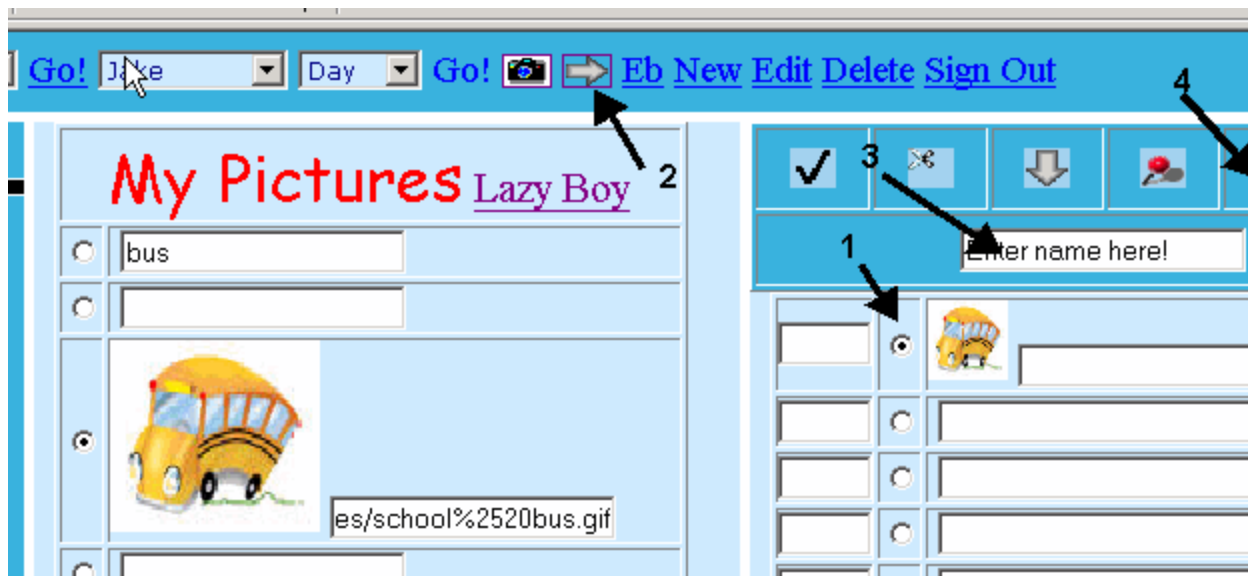 Go! Jake Day Go! Eb New Edit Delete Sign Out
4
2
3
My Pictures Lazy Boy
bus
Enter name here!
1
es/school%2520bus.gif